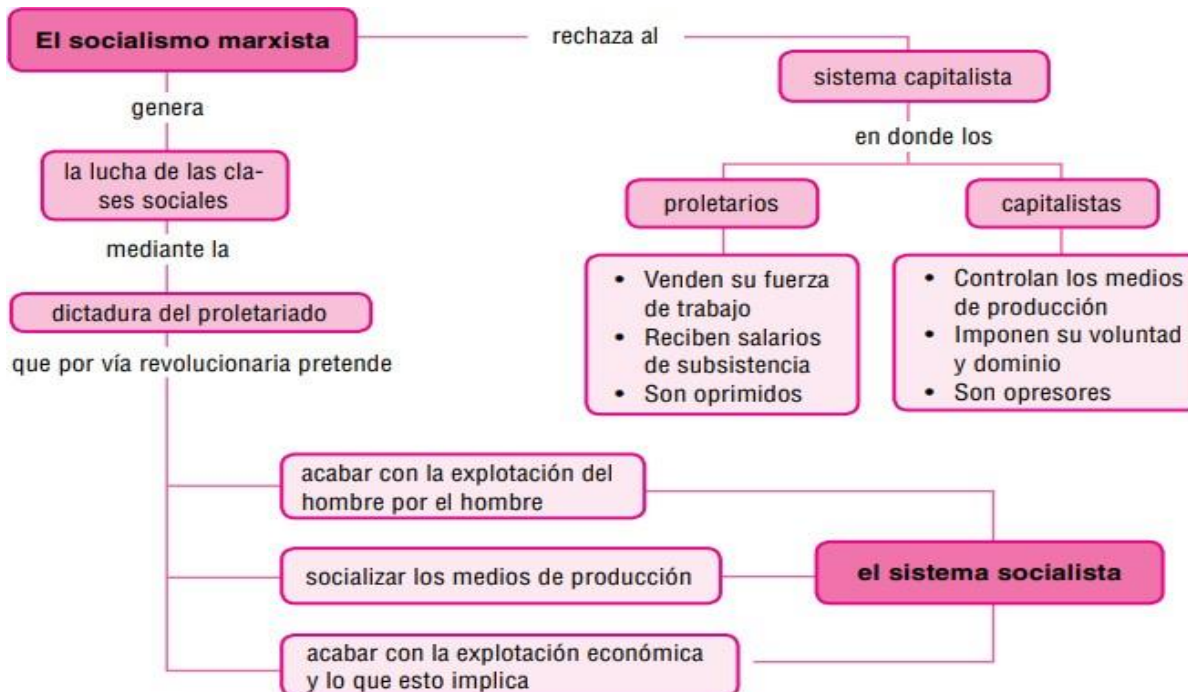 El socialismo marxista
rechaza al
sistema capitalista
genera
en donde los
la lucha de las cla-
ses sociales
proletarios
capitalistas
mediante la
• Venden su fuerza
de trabajo
• Reciben salarios
de subsistencia
• Son oprimidos
• Controlan los medios
de producción
• Imponen su voluntad
y dominio
• Son opresores
dictadura del proletariado
que por vía revolucionaria pretende
acabar con la explotación del
hombre por el hombre
socializar los medios de producción
el sistema socialista
acabar con la explotación económica
y lo que esto implica